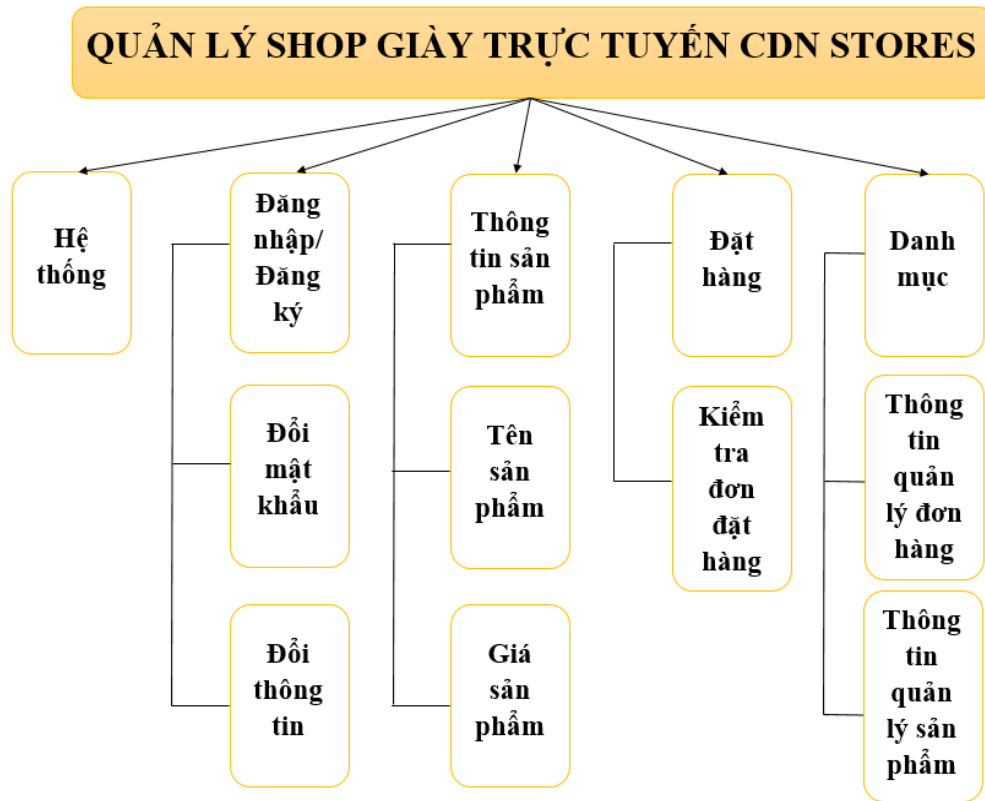 QUẢN LÝ SHOP GIÀY TRỰC TUYẾN CDN STORES
Hệ
thống
Đăng
nhập/
Đăng
ký
Thông
tin sản
phẩm
Đặt
hàng
Danh
mục
Đổi
mật
khẩu
Tên
sản
phẩm
Kiểm
tra
đơn
đặt
hàng
Thông
tin
quản
lý đơn
hàng
Đổi
thông
tin
Giá
sản
phẩm
Thông
tin
quản
lý sản
phẩm